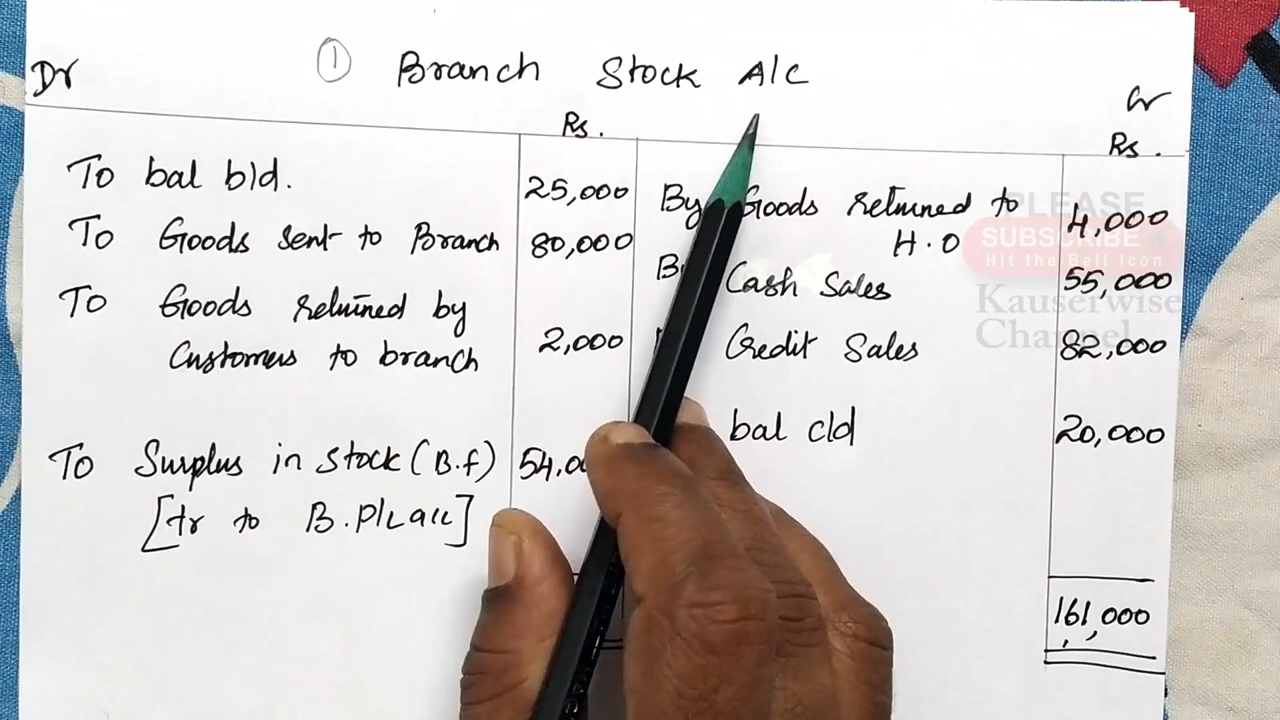 1 Branch Stock A/c
Dr
Cr
Rs.
Rs.
To bal b/d. 25,000
To Goods sent to Branch 80,000
To Goods returned by
Customers to branch 2,000
To Surplus in stock (B.f)
[tr to B.P/L a/c]
By Goods returned to
H.O 4,000
Cash Sales 55,000
Credit Sales 82,000
bal c/d 20,000
161,000
PLEASE
SUBSCRIBE
Hit the Bell Icon
Kauserwise
Channel